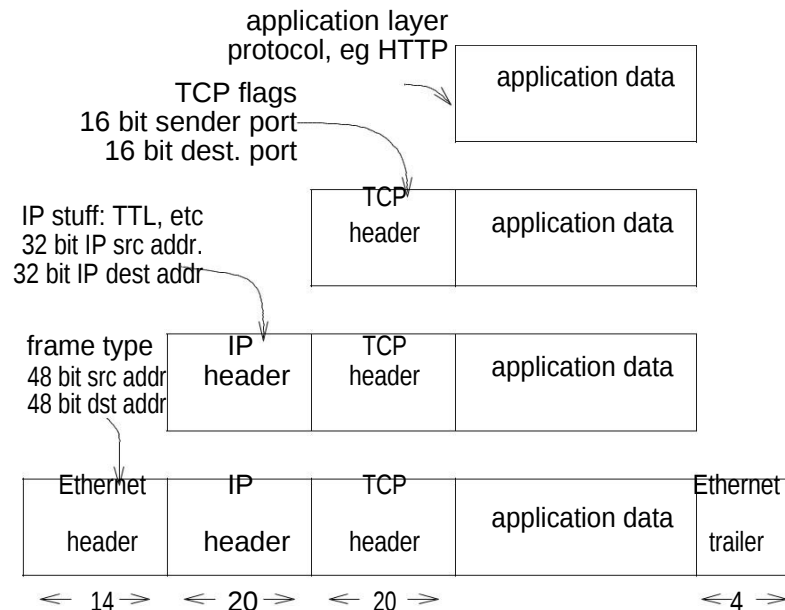 application layer
protocol, eg HTTP
application data
TCP flags
16 bit sender port
16 bit dest. port
TCP
header
application data
IP stuff: TTL, etc
32 bit IP src addr.
32 bit IP dest addr
frame type
48 bit src addr
48 bit dst addr
IP
header
TCP
header
application data
Ethernet
header
IP
header
TCP
header
application data
Ethernet
trailer
14
20
20
4